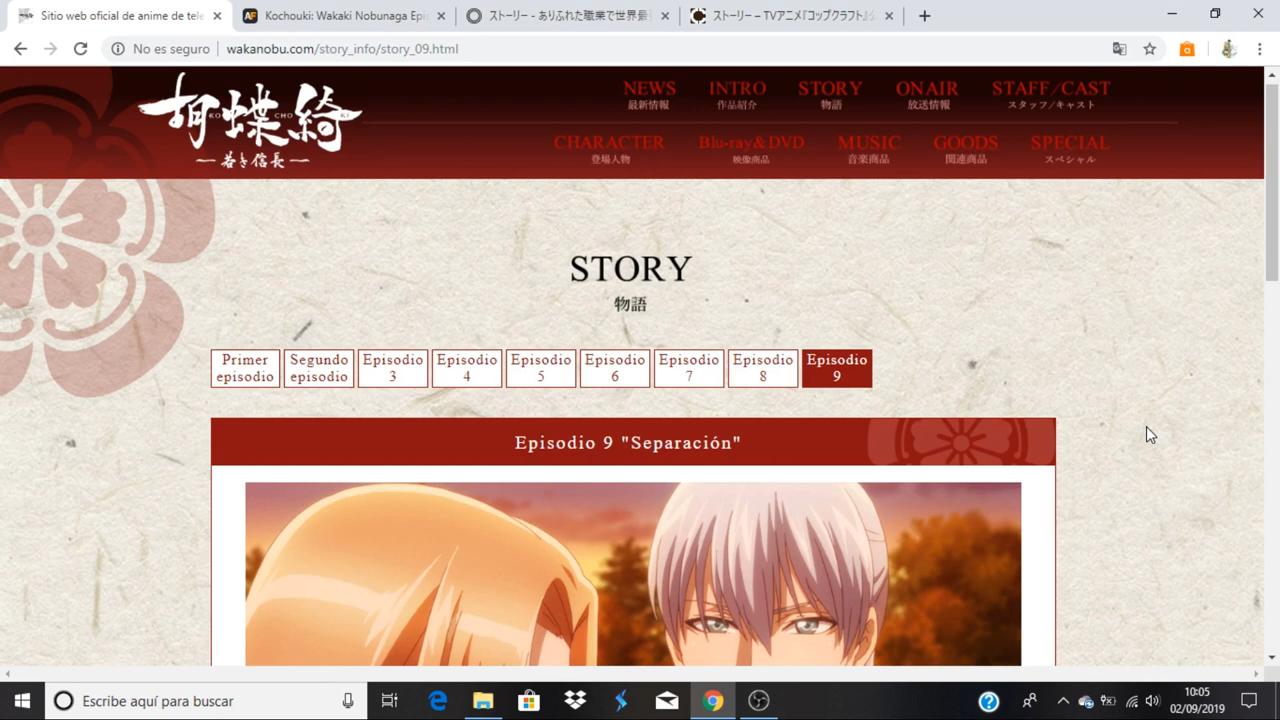 Sitio web oficial de anime de tele
Kochouki: Wakaki Nobunaga Epi
ストーリー - ありふれた職業で世界最
ストーリー – TVアニメ『コップクラフト』
No es seguro
wakanobu.com/story_info/story_09.html
胡蝶綺
KO CHO KI
若き信長
NEWS INTRO STORY ONAIR STAFF/CAST
最新情報 作品紹介 物語 放送情報 スタッフ/キャスト
CHARACTER Blu-ray&DVD MUSIC GOODS SPECIAL
登場人物 映像商品 音楽商品 関連商品 スペシャル
STORY
物語
Primer episodio
Segundo episodio
Episodio 3
Episodio 4
Episodio 5
Episodio 6
Episodio 7
Episodio 8
Episodio 9
Episodio 9 "Separación"
Escribe aquí para buscar
10:05
02/09/2019